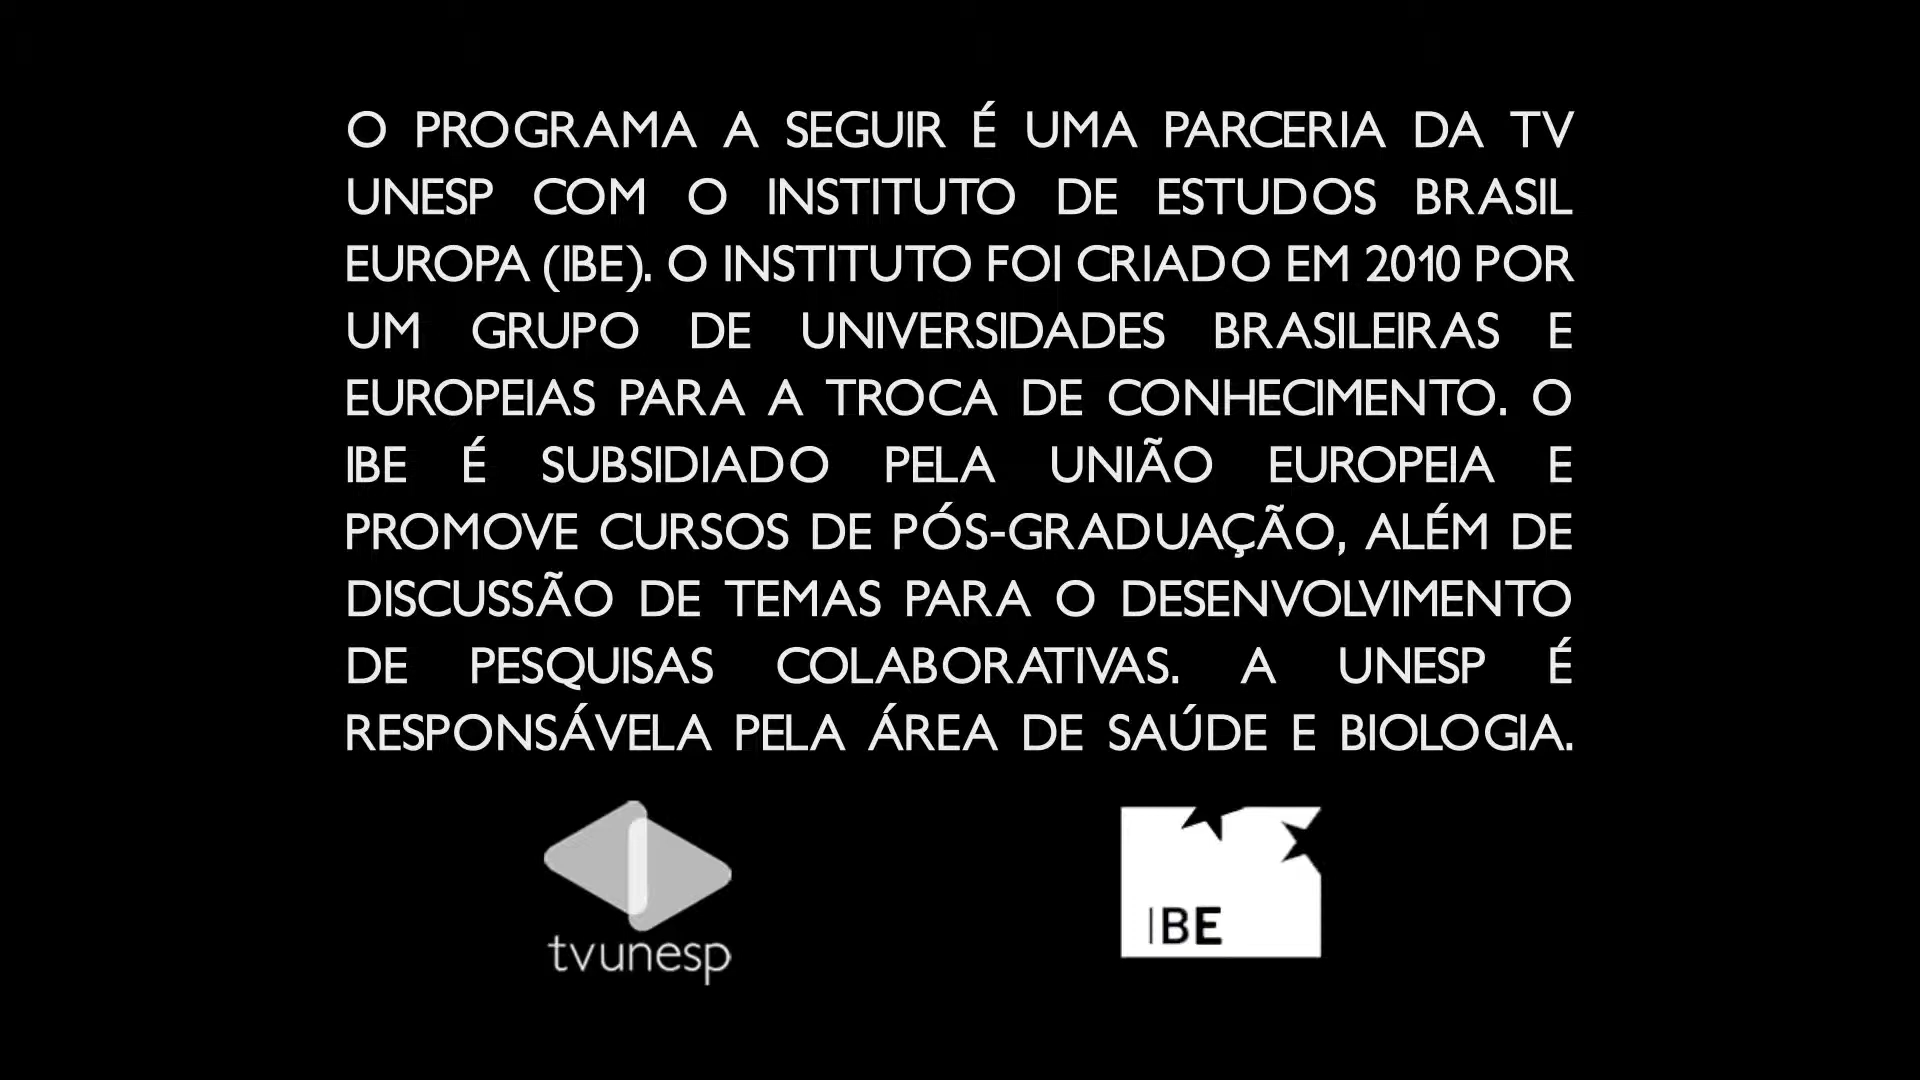 O PROGRAMA A SEGUIR É UMA PARCERIA DA TV
UNESP COM O INSTITUTO DE ESTUDOS BRASIL
EUROPA (IBE). O INSTITUTO FOI CRIADO EM 2010 POR
UM GRUPO DE UNIVERSIDADES BRASILEIRAS E
EUROPEIAS PARA A TROCA DE CONHECIMENTO. O
IBE É SUBSIDIADO PELA UNIÃO EUROPEIA E
PROMOVE CURSOS DE PÓS-GRADUAÇÃO, ALÉM DE
DISCUSSÃO DE TEMAS PARA O DESENVOLVIMENTO
DE PESQUISAS COLABORATIVAS. A UNESP É
RESPONSÁVELA PELA ÁREA DE SAÚDE E BIOLOGIA.
tvunesp
IBE